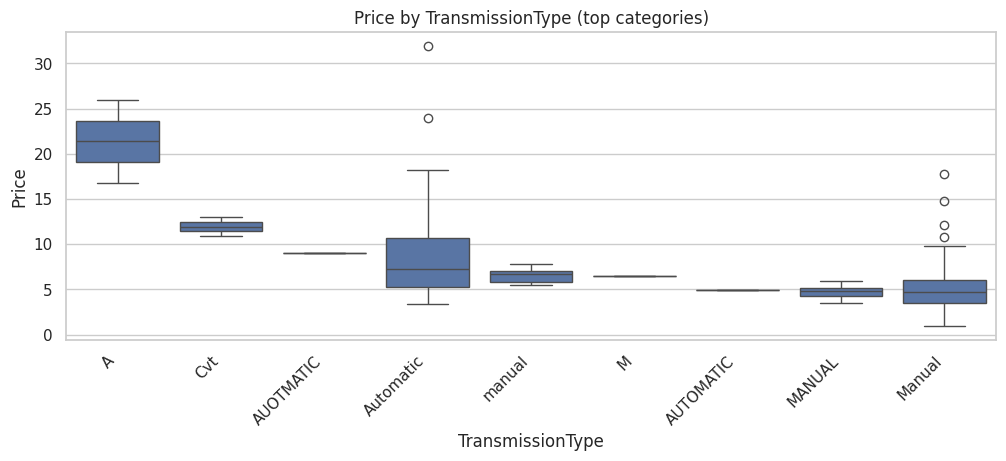 Price by TransmissionType (top categories)
Price
30
25
20
15
10
5
0
A
Cvt
AUOTMATIC
Automatic
manual
M
AUTOMATIC
MANUAL
Manual
TransmissionType